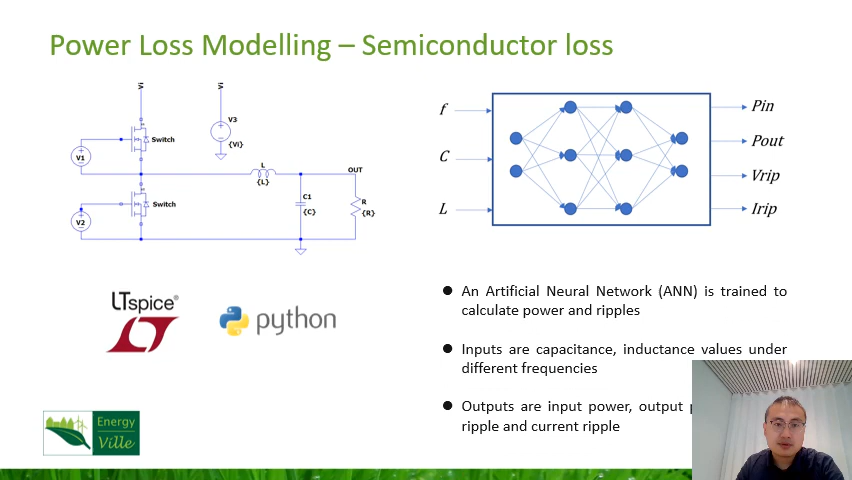 Power Loss Modelling – Semiconductor loss
Vi
Vi
V3
{Vi}
Switch
V1
L
{L}
OUT
C1
{C}
R
{R}
Switch
V2
f
C
L
Pin
Pout
Vrip
Irip
LTspice®
python
An Artificial Neural Network (ANN) is trained to
calculate power and ripples
Inputs are capacitance, inductance values under
different frequencies
Outputs are input power, output
ripple and current ripple
Energy
Ville